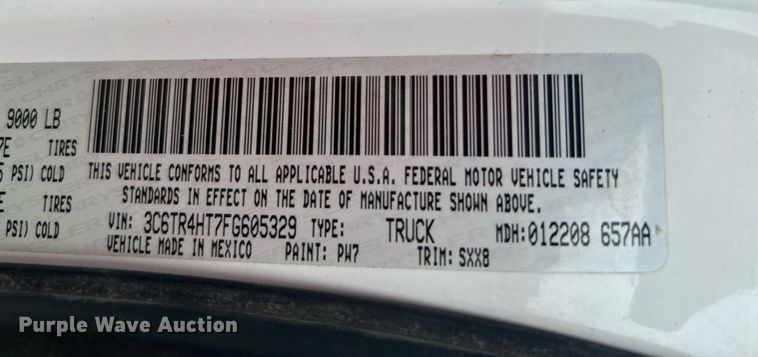 9000 LB
TIRES
PSI) COLD
TIRES
PSI) COLD
THIS VEHICLE CONFORMS TO ALL APPLICABLE U.S.A. FEDERAL MOTOR VEHICLE SAFETY
STANDARDS IN EFFECT ON THE DATE OF MANUFACTURE SHOWN ABOVE.
VIN: 3C6TR4HT7FG605329 TYPE: TRUCK MDH:012208 657AA
VEHICLE MADE IN MEXICO PAINT: PW7 TRIM: SXX8
Purple Wave Auction